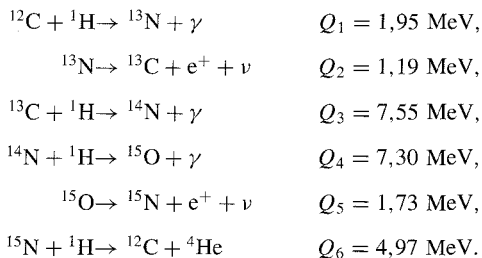 ¹²C + ¹H→ ¹³N + γ Q₁ = 1,95 MeV,
¹³N→ ¹³C + e⁺ + ν Q₂ = 1,19 MeV,
¹³C + ¹H→ ¹⁴N + γ Q₃ = 7,55 MeV,
¹⁴N + ¹H→ ¹⁵O + γ Q₄ = 7,30 MeV,
¹⁵O→ ¹⁵N + e⁺ + ν Q₅ = 1,73 MeV,
¹⁵N + ¹H→ ¹²C + ⁴He Q₆ = 4,97 MeV.